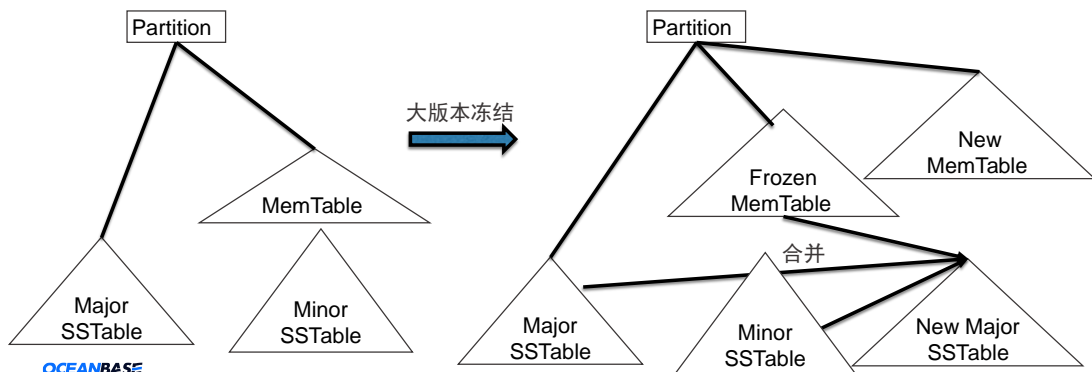 Partition
MemTable
Major
SSTable
Minor
SSTable
大版本冻结
Partition
New
MemTable
Frozen
MemTable
合并
Major
SSTable
Minor
SSTable
New Major
SSTable
OCEANBASE